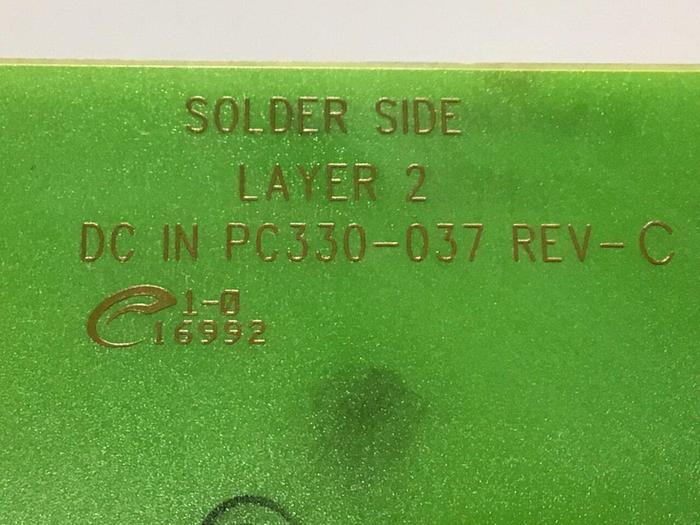 SOLDER SIDE
LAYER 2
DC IN PC330-037 REV-C
1-0
16992